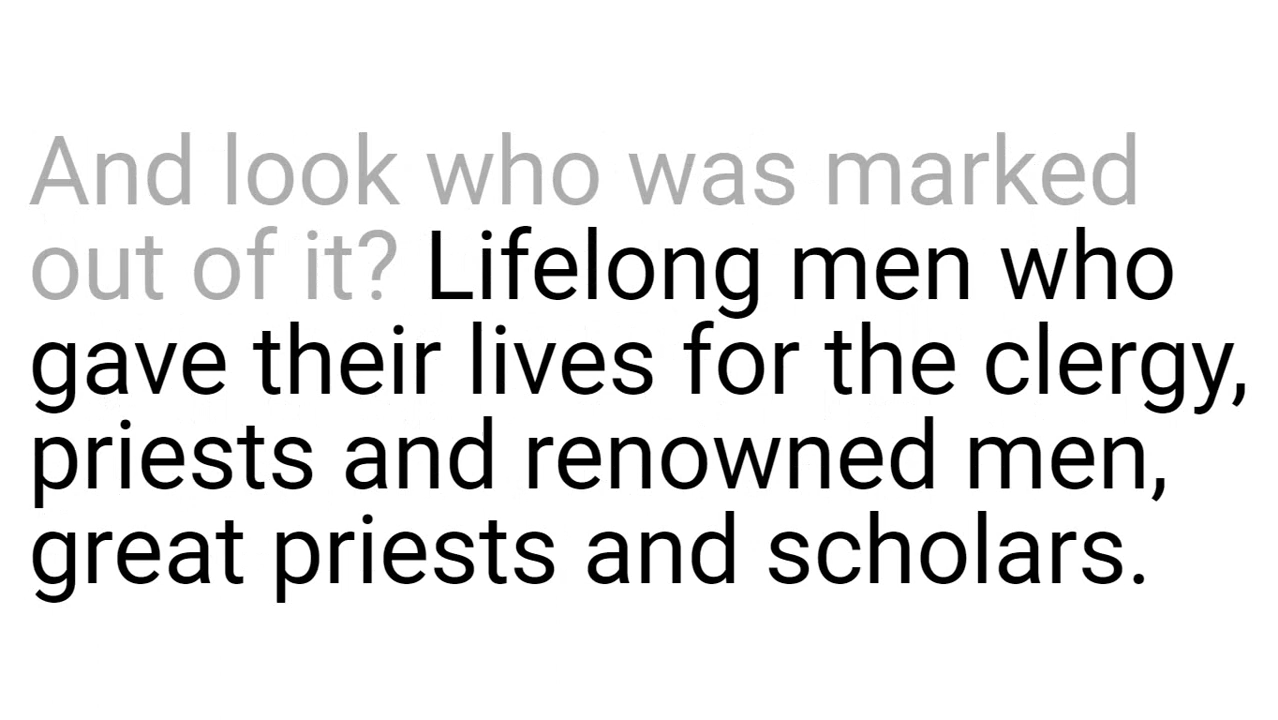 And look who was marked
out of it? Lifelong men who
gave their lives for the clergy,
priests and renowned men,
great priests and scholars.